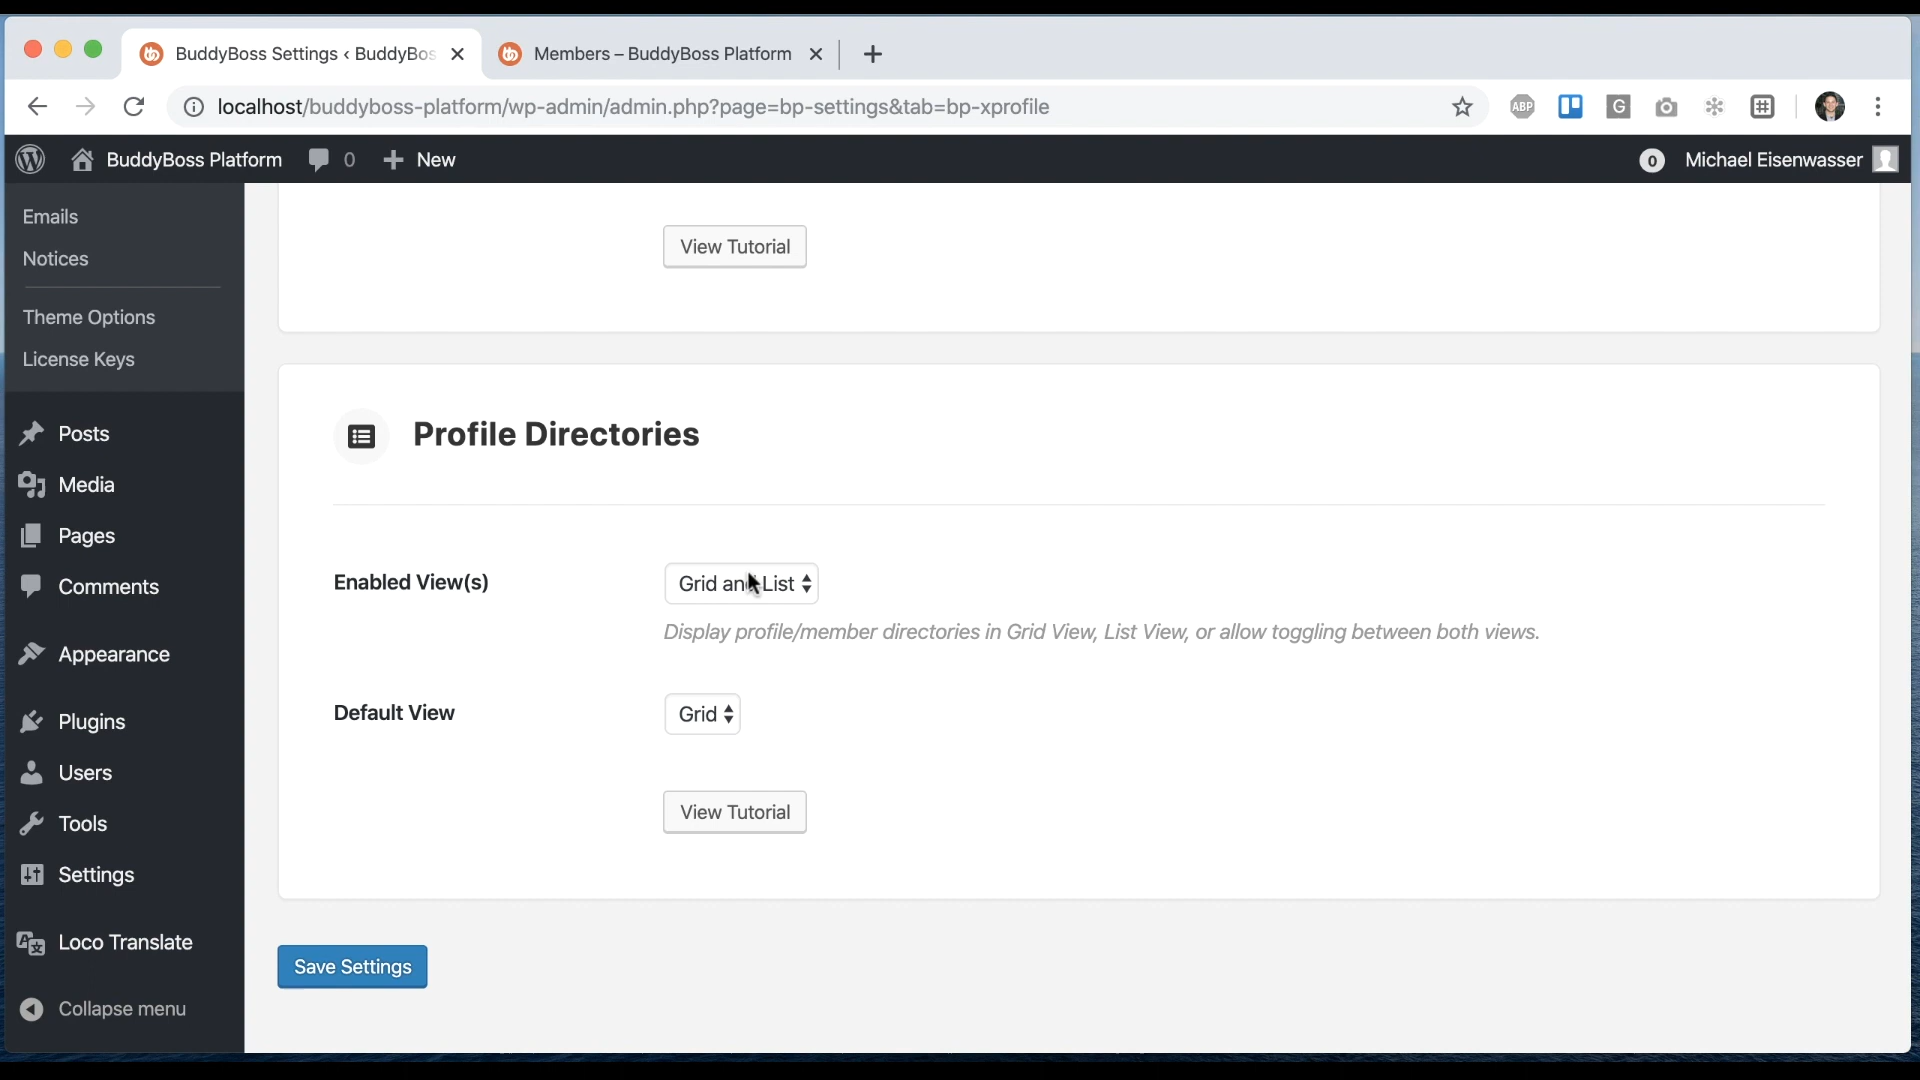 BuddyBoss Settings ‹ BuddyBos
Members – BuddyBoss Platform
localhost/buddyboss-platform/wp-admin/admin.php?page=bp-settings&tab=bp-xprofile
ABP
G
BuddyBoss Platform
0
New
0
Michael Eisenwasser
Emails
Notices
Theme Options
License Keys
Posts
Media
Pages
Comments
Appearance
Plugins
Users
Tools
Settings
Loco Translate
Collapse menu
View Tutorial
Profile Directories
Enabled View(s)
Grid and List
Display profile/member directories in Grid View, List View, or allow toggling between both views.
Default View
Grid
View Tutorial
Save Settings